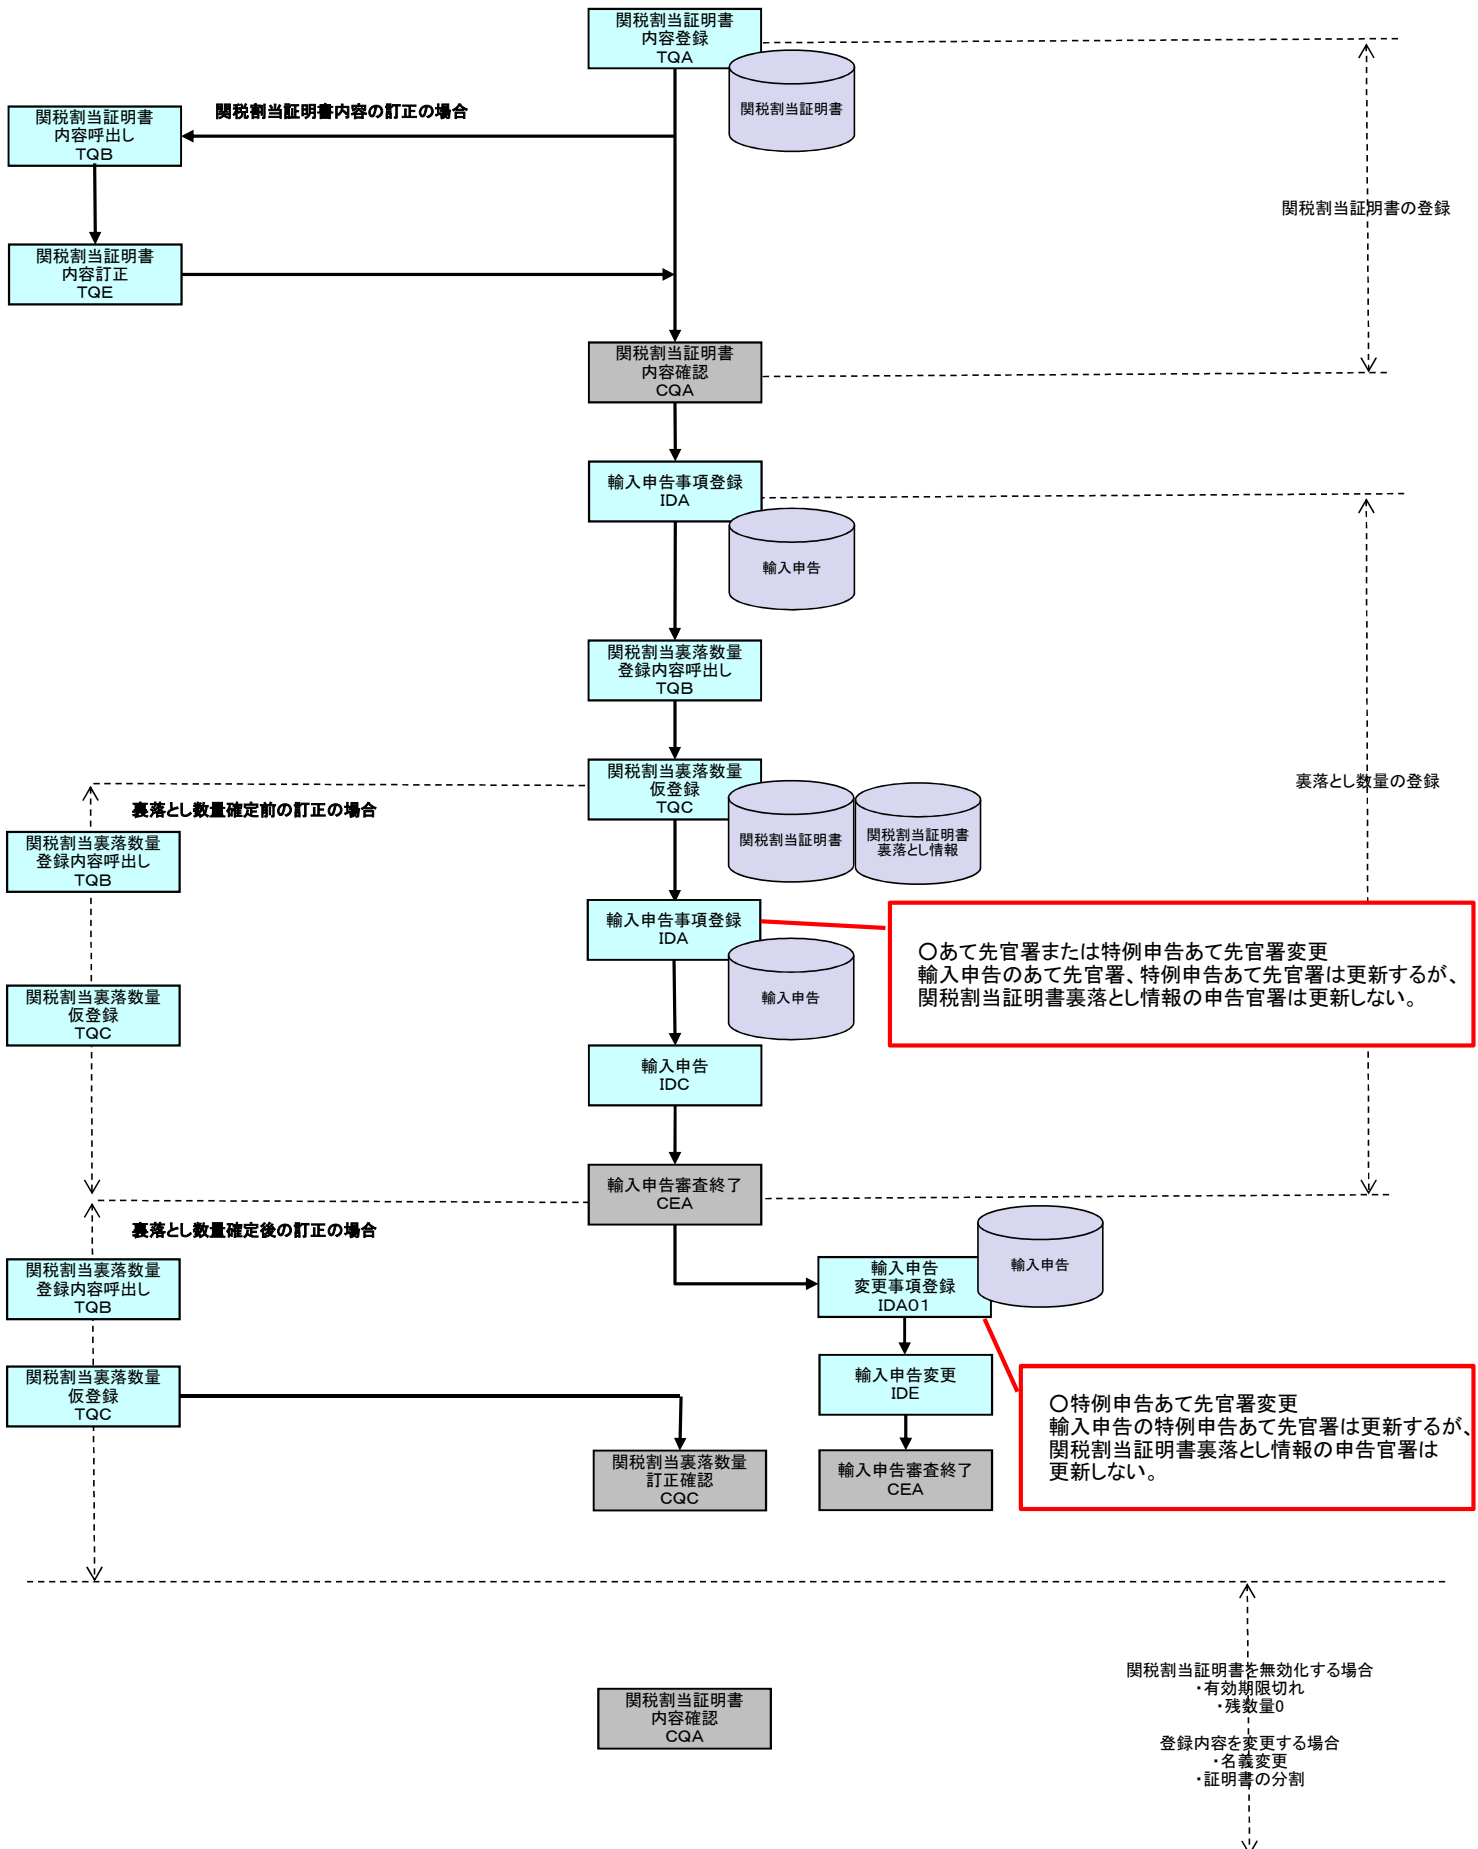 関税割当証明書
内容登録
TQA
関税割当証明書
関税割当証明書内容の訂正の場合
関税割当証明書
内容呼出し
TQB
関税割当証明書の登録
関税割当証明書
内容訂正
TQE
関税割当証明書
内容確認
CQA
輸入申告事項登録
IDA
輸入申告
関税割当裏落数量
登録内容呼出し
TQB
関税割当裏落数量
仮登録
TQC
裏落とし数量の登録
関税割当証明書
関税割当証明書
裏落とし情報
裏落とし数量確定前の訂正の場合
関税割当裏落数量
登録内容呼出し
TQB
輸入申告事項登録
IDA
輸入申告
〇あて先官署または特例申告あて先官署変更
輸入申告のあて先官署、特例申告あて先官署は更新するが、
関税割当証明書裏落とし情報の申告官署は更新しない。
関税割当裏落数量
仮登録
TQC
輸入申告
IDC
輸入申告審査終了
CEA
裏落とし数量確定後の訂正の場合
関税割当裏落数量
登録内容呼出し
TQB
輸入申告
変更事項登録
IDA01
輸入申告
関税割当裏落数量
仮登録
TQC
輸入申告変更
IDE
〇特例申告あて先官署変更
輸入申告の特例申告あて先官署は更新するが、
関税割当証明書裏落とし情報の申告官署は
更新しない。
関税割当裏落数量
訂正確認
CQC
輸入申告審査終了
CEA
関税割当証明書
内容確認
CQA
関税割当証明書を無効化する場合
・有効期限切れ
・残数量0
登録内容を変更する場合
・名義変更
・証明書の分割